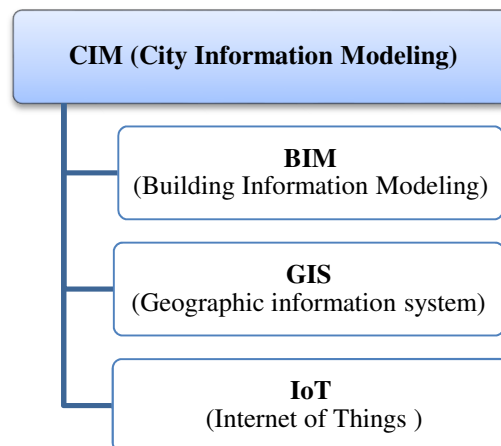 CIM (City Information Modeling)
BIM
(Building Information Modeling)
GIS
(Geographic information system)
IoT
(Internet of Things )